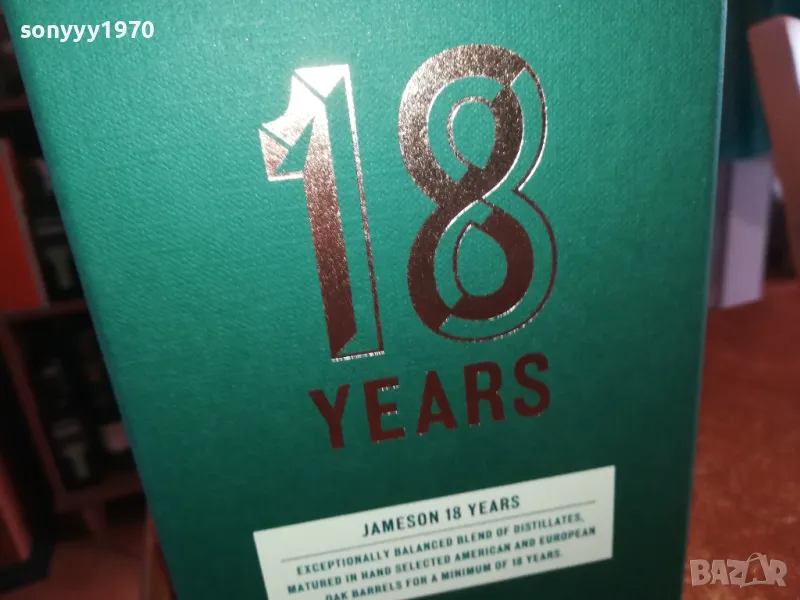 sonyyy1970
18
YEARS
JAMESON 18 YEARS
EXCEPTIONALLY BALANCED BLEND OF DISTILLATES,
MATURED IN HAND SELECTED AMERICAN AND EUROPEAN
OAK BARRELS FOR A MINIMUM OF 18 YEARS.
BAZAR